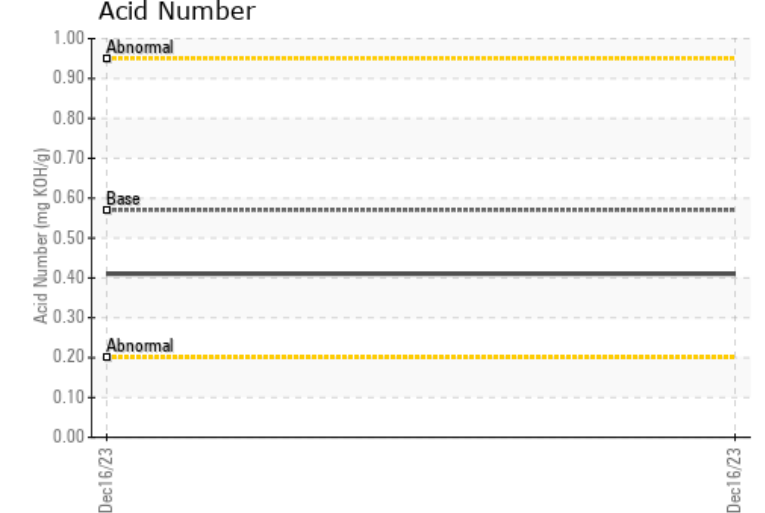 Acid Number
Acid Number (mg KOH/g)
1.00
0.90
0.80
0.70
0.60
0.50
0.40
0.30
0.20
0.10
0.00
Abnormal
Base
Abnormal
Dec16/23
Dec16/23